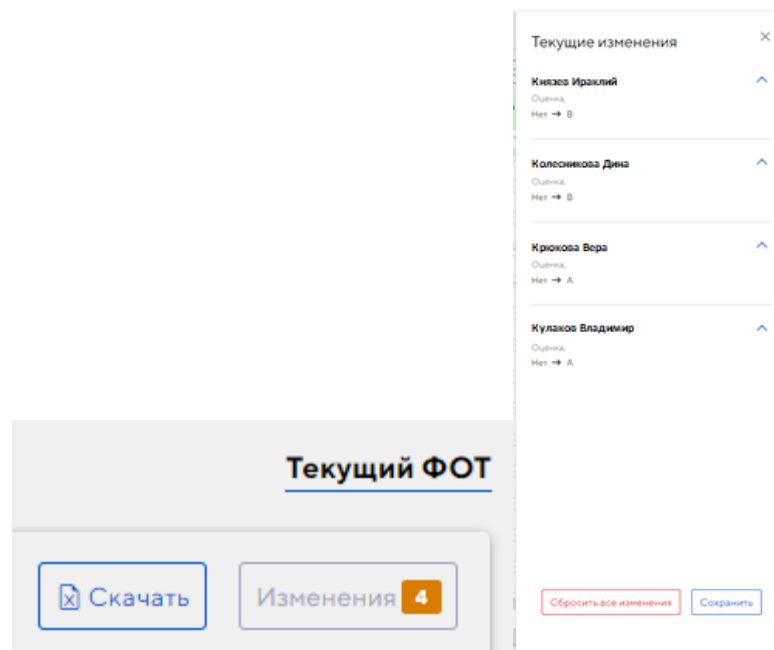 Текущие изменения
Князев Ираклий
Оценка,
Нет → B
Колесникова Дина
Оценка,
Нет → B
Крюкова Вера
Оценка,
Нет → A
Кулаков Владимир
Оценка,
Нет → A
Сбросить все изменения Сохранить
Текущий ФОТ
Скачать Изменения 4